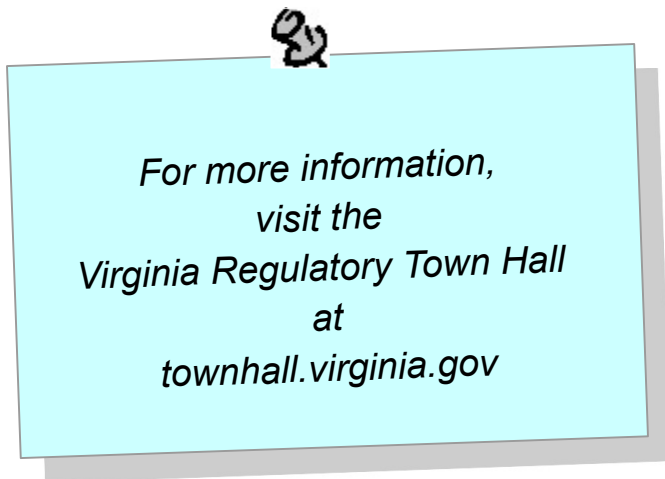 For more information,
visit the
Virginia Regulatory Town Hall
at
townhall.virginia.gov